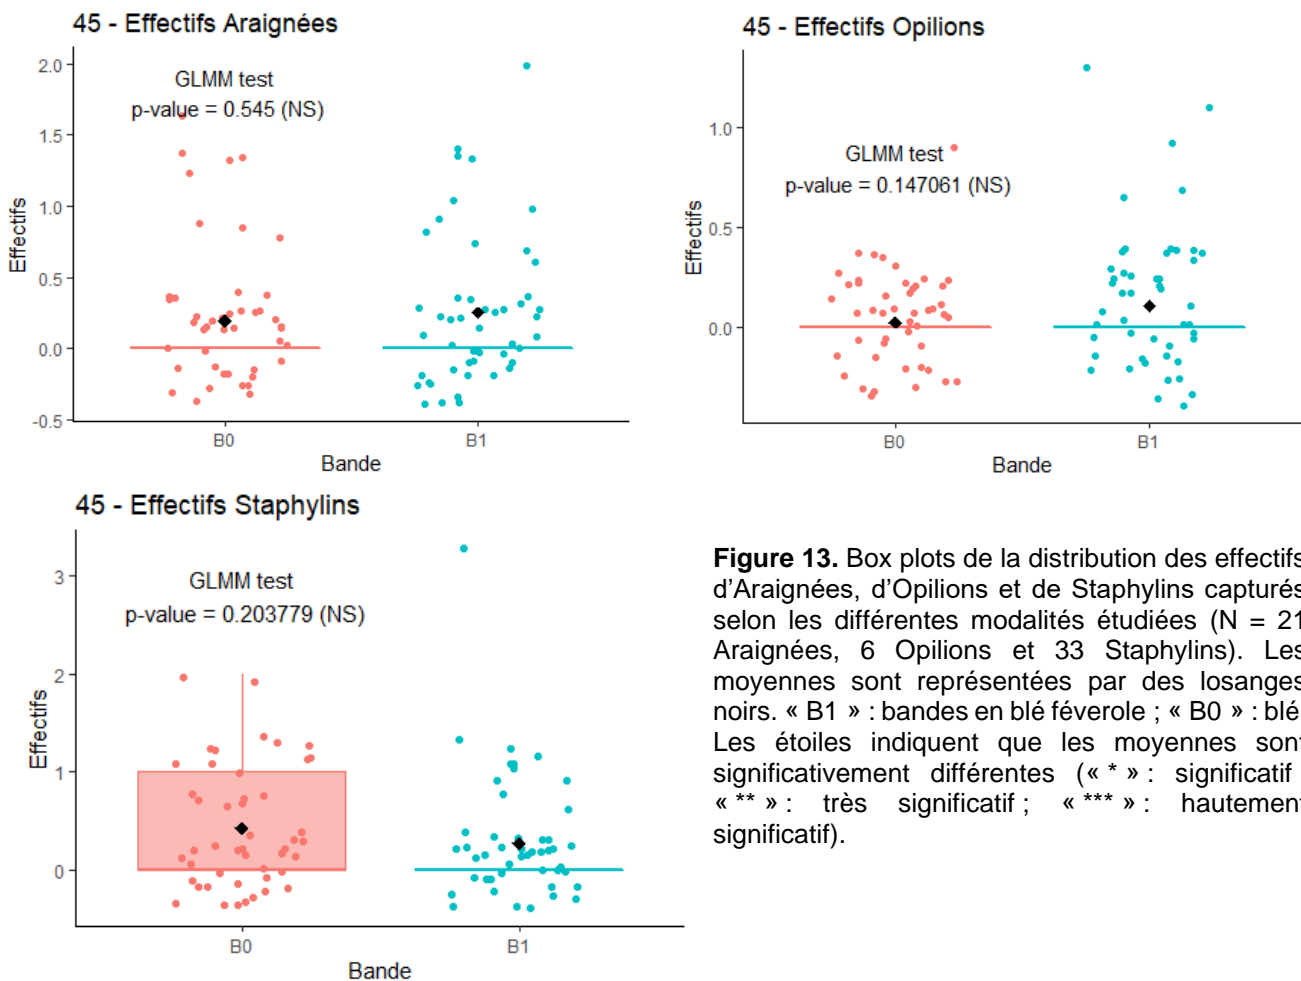 45 - Effectifs Araignées
GLMM test
p-value = 0.545 (NS)
2.0
1.5
1.0
0.5
0.0
-0.5
Effectifs
B0
B1
Bande
45 - Effectifs Opilions
GLMM test
p-value = 0.147061 (NS)
1.0
0.5
0.0
Effectifs
B0
B1
Bande
45 - Effectifs Staphylins
GLMM test
p-value = 0.203779 (NS)
3
2
1
0
Effectifs
B0
B1
Bande
Figure 13. Box plots de la distribution des effectifs
d'Araignées, d'Opilions et de Staphylins capturés
selon les différentes modalités étudiées (N = 21
Araignées, 6 Opilions et 33 Staphylins). Les
moyennes sont représentées par des losanges
noirs. « B1 » : bandes en blé féverole ; « B0 » : blé
Les étoiles indiquent que les moyennes sont
significativement différentes (« * » : significatif
« ** » : très significatif ; « *** » : hautement
significatif).